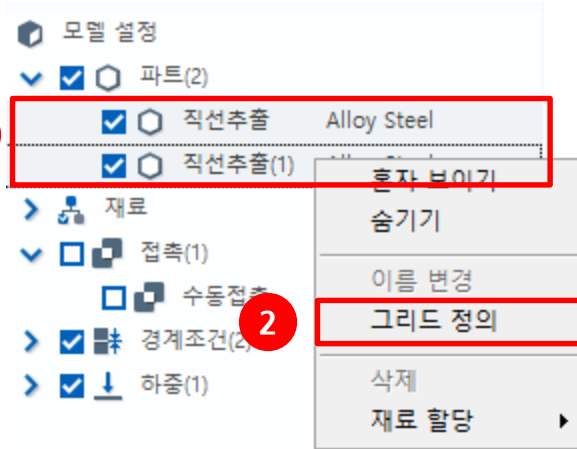 모델 설정
파트(2)
직선추출 Alloy Steel
직선추출(1)
혼자 보이기
재료
숨기기
접촉(1)
이름 변경
수동접촉
2
그리드 정의
경계조건(2)
하중(1)
삭제
재료 할당